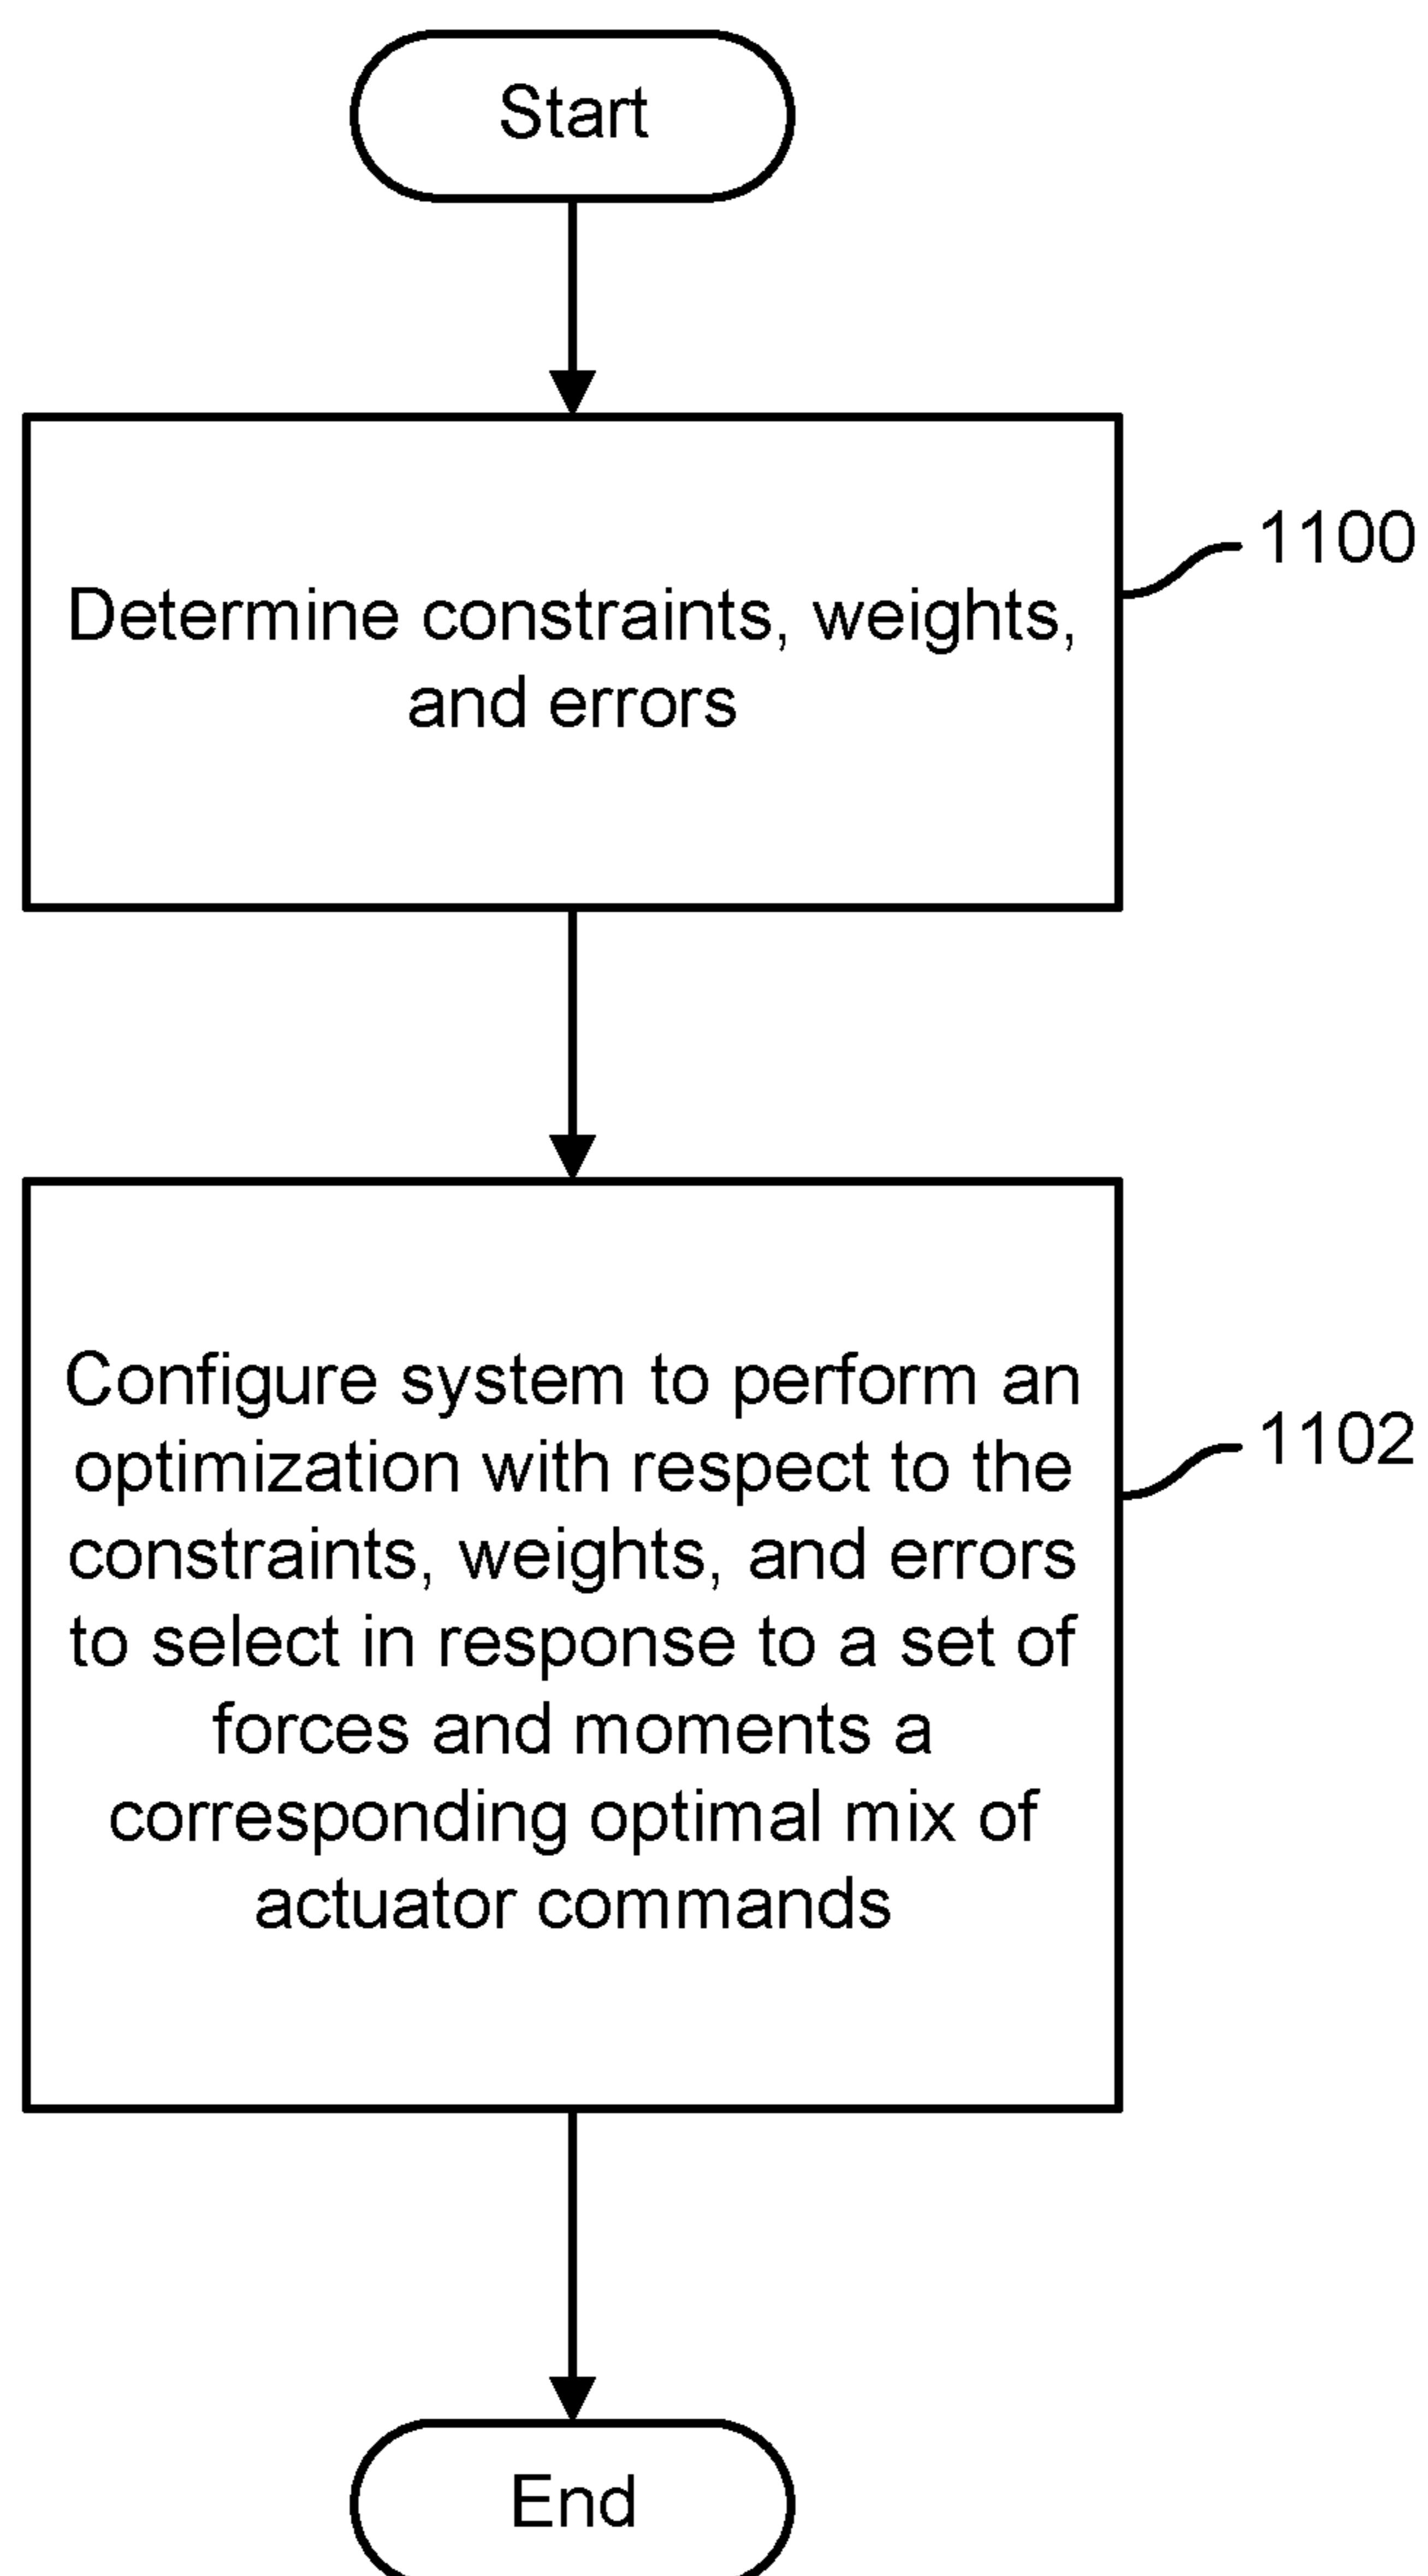 Start
1100
Determine constraints, weights,
and errors
Configure system to perform an
1102
optimization with respect to the
constraints, weights, and errors
to select in response to a set of
forces and moments a
corresponding optimal mix of
actuator commands
End